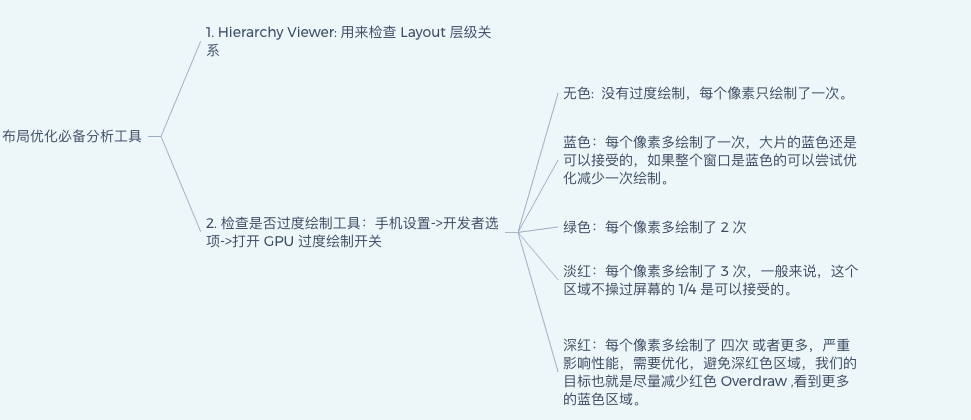 布局优化必备分析工具
1. Hierarchy Viewer: 用来检查 Layout 层级关
系
2. 检查是否过度绘制工具：手机设置->开发者选
项->打开 GPU 过度绘制开关
无色:  没有过度绘制，每个像素只绘制了一次。
蓝色：每个像素多绘制了一次，大片的蓝色还是
可以接受的，如果整个窗口是蓝色的可以尝试优
化减少一次绘制。
绿色：每个像素多绘制了 2 次
淡红：每个像素多绘制了 3 次，一般来说，这个
区域不操过屏幕的 1/4 是可以接受的。
深红：每个像素多绘制了 四次 或者更多，严重
影响性能，需要优化，避免深红色区域，我们的
目标也就是尽量减少红色 Overdraw ,看到更多
的蓝色区域。